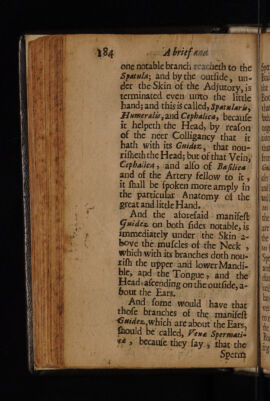 184
A brief and
one notable branch reacheth to the
Spatula; and by the outside, un-
der the Skin of the Adjutory, is
terminated even unto the little
hand; and this is called, Spatularis,
Humeralis, and Cephalica, because
it helpeth the Head, by reason
of the neer Colligancy that it
hath with its Guidez, that nou-
risheth the Head; but of that Vein,
Cephalica, and also of Basilica
and of the Artery fellow to it,
it shall be spoken more amply in
the particular Anatomy of the
great and little Hand.
And the aforesaid manifest
Guidez on both sides notable, is
immediately under the Skin a-
bove the muscles of the Neck,
which with its branches doth nou-
rish the upper and lower Mandi-
ble, and the Tongue, and the
Head ascending on the outside, a-
bout the Ears.
And some would have that
those branches of the manifest
Guidez, which are about the Ears,
should be called, Venæ Spermati-
cæ, because they say, that the
Sperm